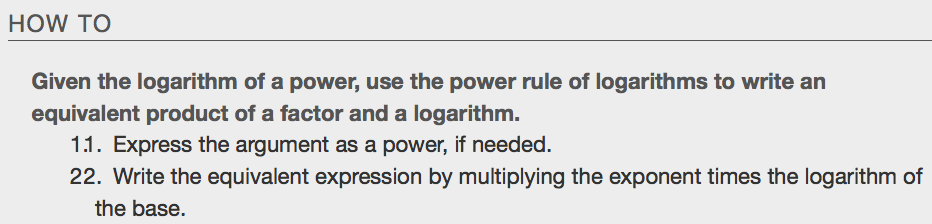 HOW TO
Given the logarithm of a power, use the power rule of logarithms to write an
equivalent product of a factor and a logarithm.
1.1. Express the argument as a power, if needed.
22. Write the equivalent expression by multiplying the exponent times the logarithm of
the base.